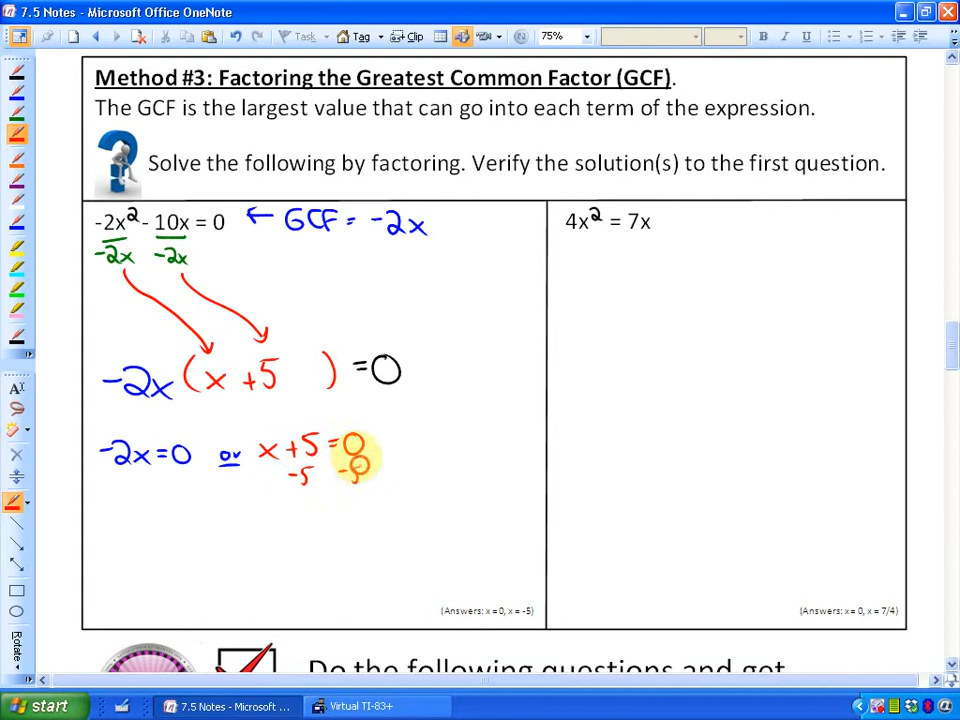 7.5 Notes - Microsoft Office OneNote
Task
Tag
Clip
75%
B I U
Method #3: Factoring the Greatest Common Factor (GCF).
The GCF is the largest value that can go into each term of the expression.
Solve the following by factoring. Verify the solution(s) to the first question.
-2x² - 10x = 0 ← GCF = -2x
-2x -2x
-2x ( x +5 ) = 0
-2x = 0 or x + 5 = 0
-5 -5
(Answers: x = 0, x = -5)
4x² = 7x
(Answers: x = 0, x = 7/4)
Do the following questions and get
Rotate
start
7.5 Notes - Microsoft ...
Virtual TI-83+